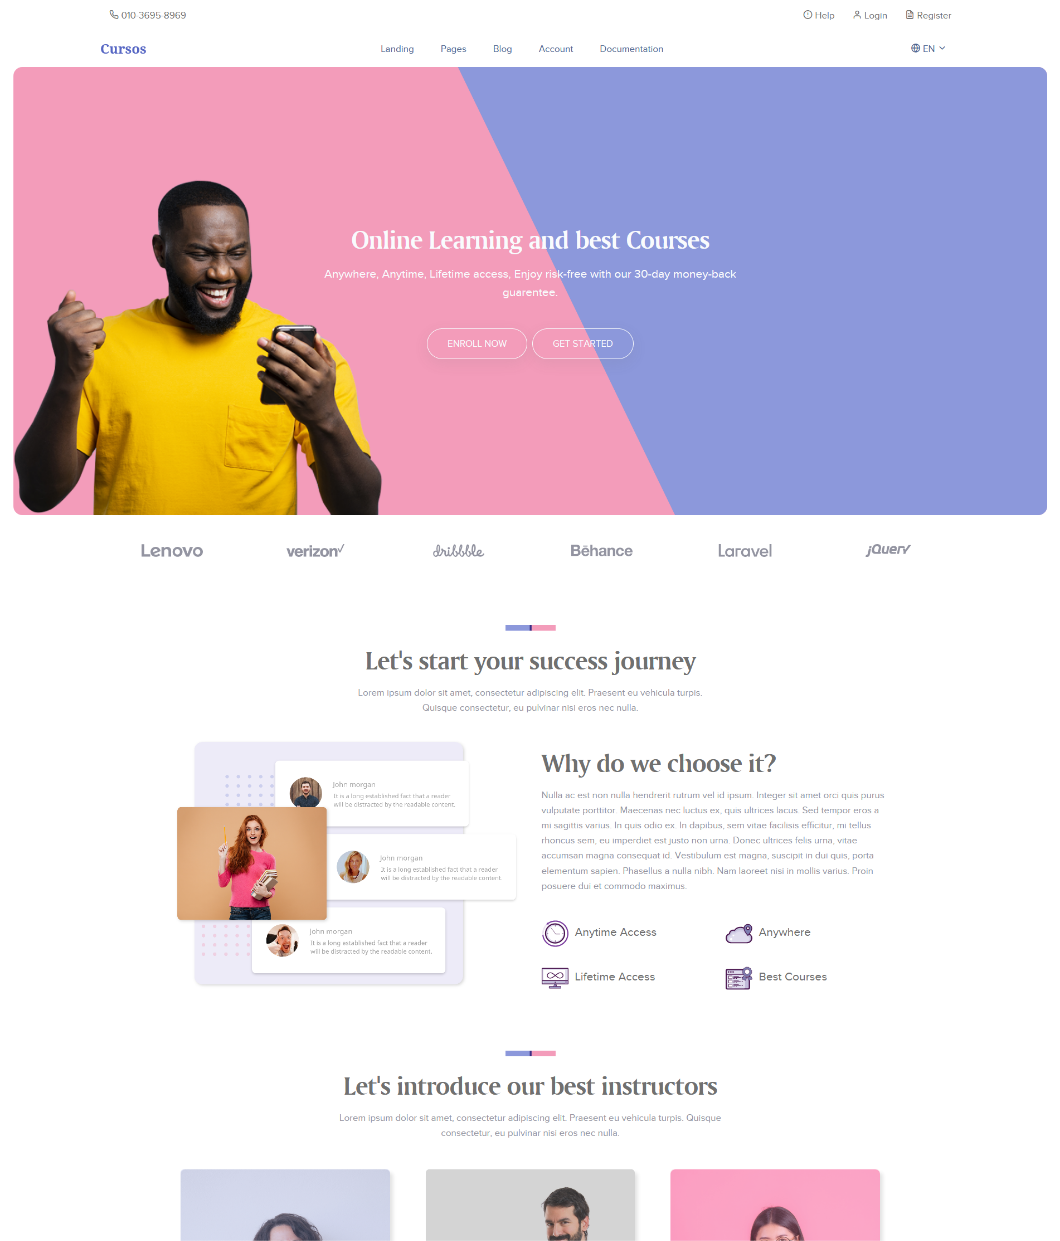 010-3695-8969
Help
Login
Register
Cursos
Landing
Pages
Blog
Account
Documentation
EN
Online Learning and best Courses
Anywhere, Anytime, Lifetime access, Enjoy risk-free with our 30-day money-back
guarentee.
ENROLL NOW
GET STARTED
Lenovo
verizon✓
dribbble
Bēhance
Laravel
jQuery
Let's start your success journey
Lorem ipsum dolor sit amet, consectetur adipiscing elit. Praesent eu vehicula turpis.
Quisque consectetur, eu pulvinar nisi eros nec nulla.
John morgan
It is a long established fact that a reader
will be distracted by the readable content.
John morgan
It is a long established fact that a reader
will be distracted by the readable content.
John morgan
It is a long established fact that a reader
will be distracted by the readable content.
Why do we choose it?
Nulla ac est non nulla hendrerit rutrum vel id ipsum. Integer sit amet orci quis purus
vulputate porttitor. Maecenas nec luctus ex, quis ultrices lacus. Sed tempor eros a
mi sagittis varius. In quis odio ex. In dapibus, sem vitae facilisis efficitur, mi tellus
rhoncus sem, eu imperdiet est justo non urna. Donec ultrices felis urna, vitae
accumsan magna consequat id. Vestibulum est magna, suscipit in dui quis, porta
elementum sapien. Phasellus a nulla nibh. Nam laoreet nisi in mollis varius. Proin
posuere dui et commodo maximus.
Anytime Access
Anywhere
Lifetime Access
Best Courses
Let's introduce our best instructors
Lorem ipsum dolor sit amet, consectetur adipiscing elit. Praesent eu vehicula turpis. Quisque
consectetur, eu pulvinar nisi eros nec nulla.